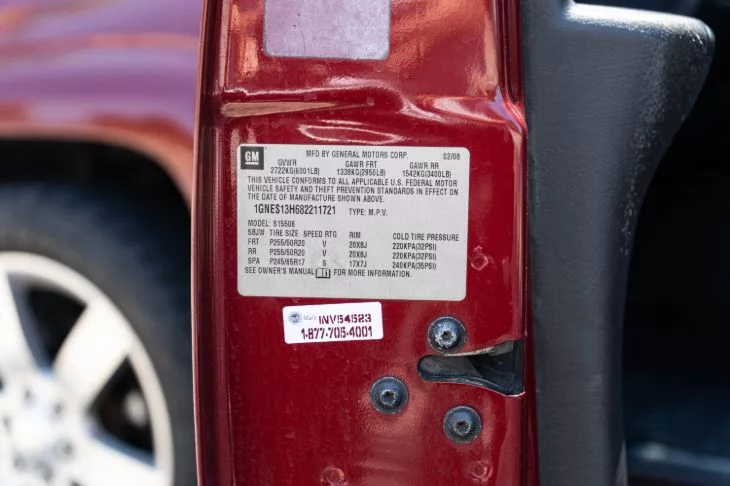 GM
MFD BY GENERAL MOTORS CORP. 02/08
GVWR GAWR FRT GAWR RR
2722KG(6001LB) 1338KG(2950LB) 1542KG(3400LB)
THIS VEHICLE CONFORMS TO ALL APPLICABLE U.S. FEDERAL MOTOR
VEHICLE SAFETY AND THEFT PREVENTION STANDARDS IN EFFECT ON
THE DATE OF MANUFACTURE SHOWN ABOVE.
1GNES13H682211721 TYPE: M.P.V.
MODEL: S15506
SBJW TIRE SIZE SPEED RTG RIM COLD TIRE PRESSURE
FRT P255/50R20 V 20X8J 220KPA(32PSI)
RR P255/50R20 V 20X8J 220KPA(32PSI)
SPA P245/65R17 S 17X7J 240KPA(35PSI)
SEE OWNER'S MANUAL FOR MORE INFORMATION.
INV54523
1-877-705-4001